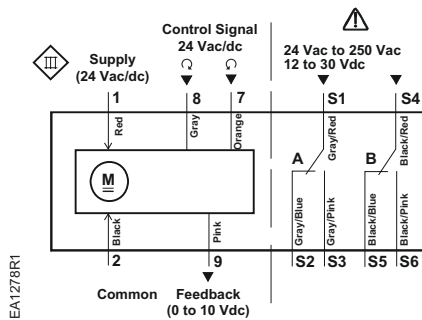 Control Signal
24 Vac/dc
Supply
(24 Vac/dc)
III
24 Vac to 250 Vac
12 to 30 Vdc
1
8
7
S1
S4
Red
Gray
Orange
Gray/Red
Black/Red
A
B
M
Black
Pink
Gray/Blue
Gray/Pink
Black/Blue
Black/Pink
2
9
S2
S3
S5
S6
Common
Feedback
(0 to 10 Vdc)
EA1278R1